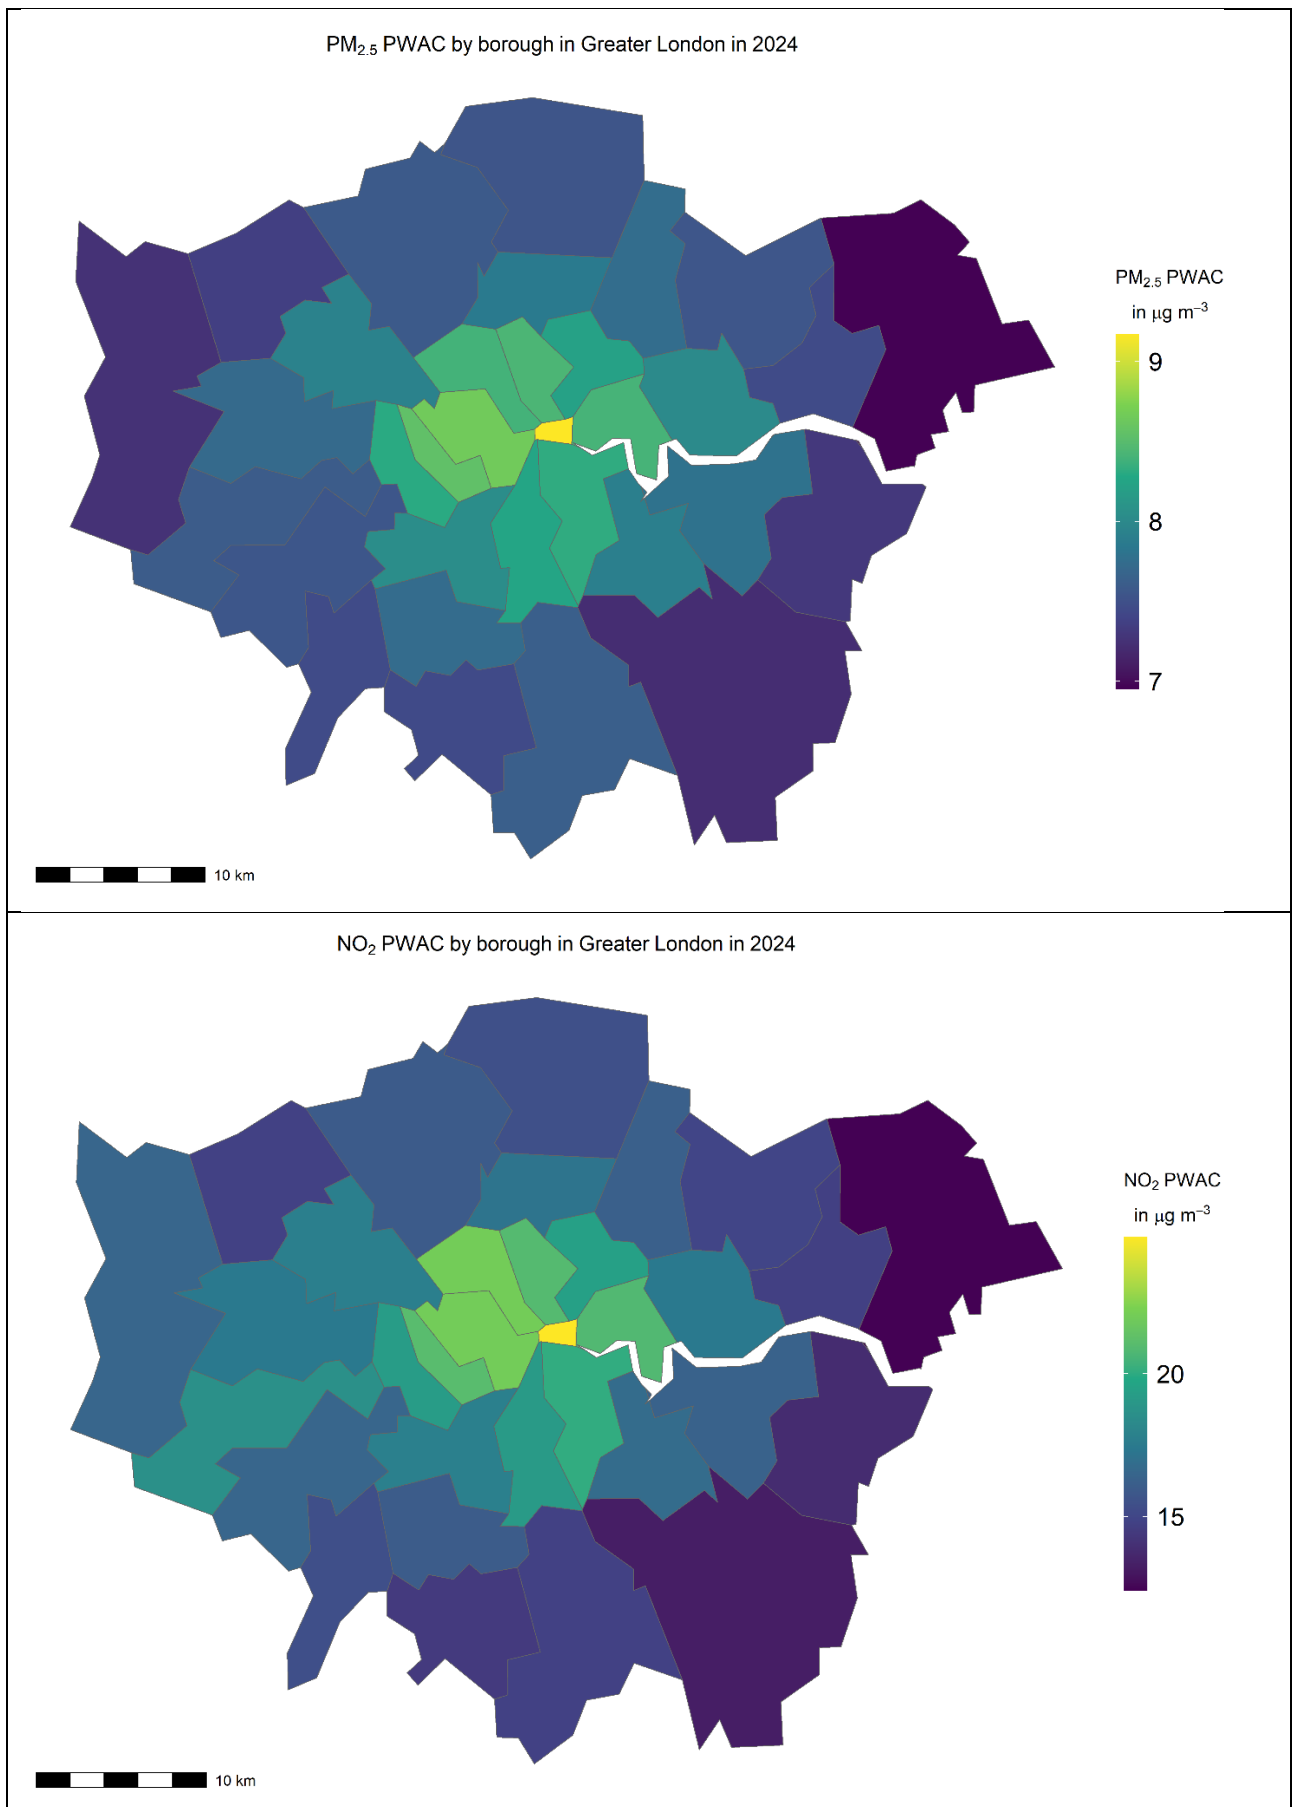 PM₂.₅ PWAC by borough in Greater London in 2024
PM₂.₅ PWAC
in μg m⁻³
9
8
7
10 km
NO₂ PWAC by borough in Greater London in 2024
NO₂ PWAC
in μg m⁻³
20
15
10 km